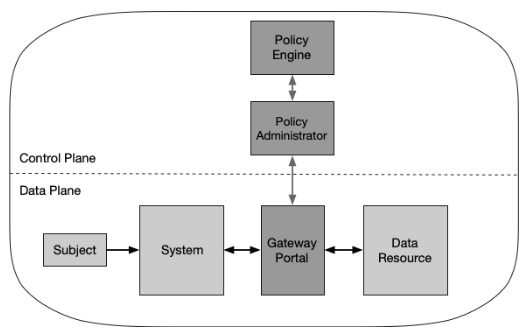 Policy
Engine
Policy
Administrator
Control Plane
Data Plane
Subject
System
Gateway
Portal
Data
Resource